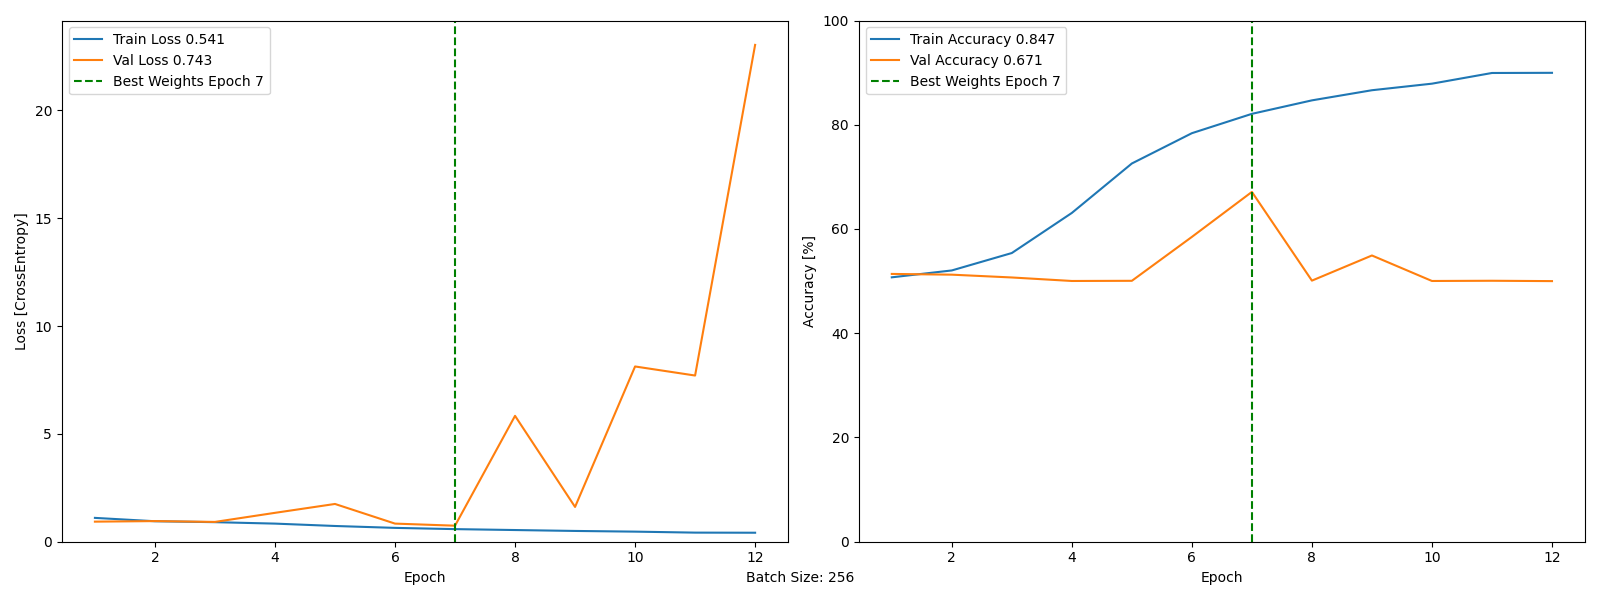 Train Loss 0.541
Val Loss 0.743
Best Weights Epoch 7
Loss [CrossEntropy]
20
15
10
5
0
2 4 6 8 10 12
Epoch
Train Accuracy 0.847
Val Accuracy 0.671
Best Weights Epoch 7
Accuracy [%]
100
80
60
40
20
0
2 4 6 8 10 12
Epoch
Batch Size: 256